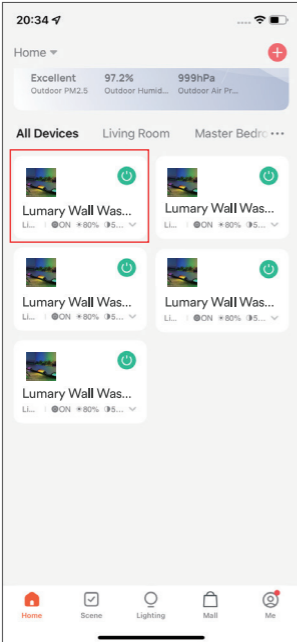 20:34
Home
Excellent 97.2% 999hPa
Outdoor PM2.5 Outdoor Humid... Outdoor Air Pr...
All Devices Living Room Master Bedro ···
Lumary Wall Was... Lumary Wall Was...
Li... ON 80% 5... Li... ON 80% 5...
Lumary Wall Was... Lumary Wall Was...
Li... ON 80% 5... Li... ON 80% 5...
Lumary Wall Was...
Li... ON 80% 5...
Home Scene Lighting Mall Me